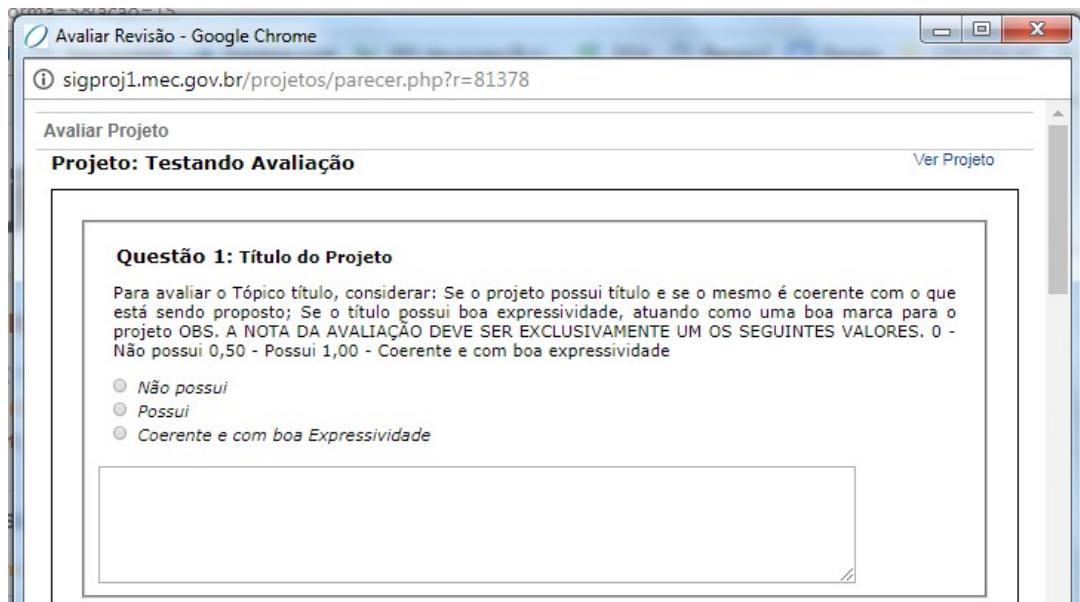 orma=5&acao=15
Avaliar Revisão - Google Chrome
sigproj1.mec.gov.br/projetos/parecer.php?r=81378
Avaliar Projeto
Projeto: Testando Avaliação
Ver Projeto
Questão 1: Título do Projeto
Para avaliar o Tópico título, considerar: Se o projeto possui título e se o mesmo é coerente com o que
está sendo proposto; Se o título possui boa expressividade, atuando como uma boa marca para o
projeto OBS. A NOTA DA AVALIAÇÃO DEVE SER EXCLUSIVAMENTE UM OS SEGUINTES VALORES. 0 -
Não possui 0,50 - Possui 1,00 - Coerente e com boa expressividade
Não possui
Possui
Coerente e com boa Expressividade